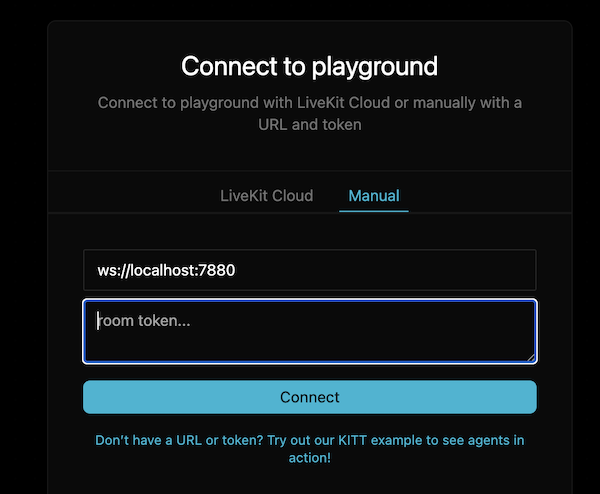 Connect to playground
Connect to playground with LiveKit Cloud or manually with a
URL and token
LiveKit Cloud
Manual
ws://localhost:7880
room token...
Connect
Don’t have a URL or token? Try out our KITT example to see agents in
action!